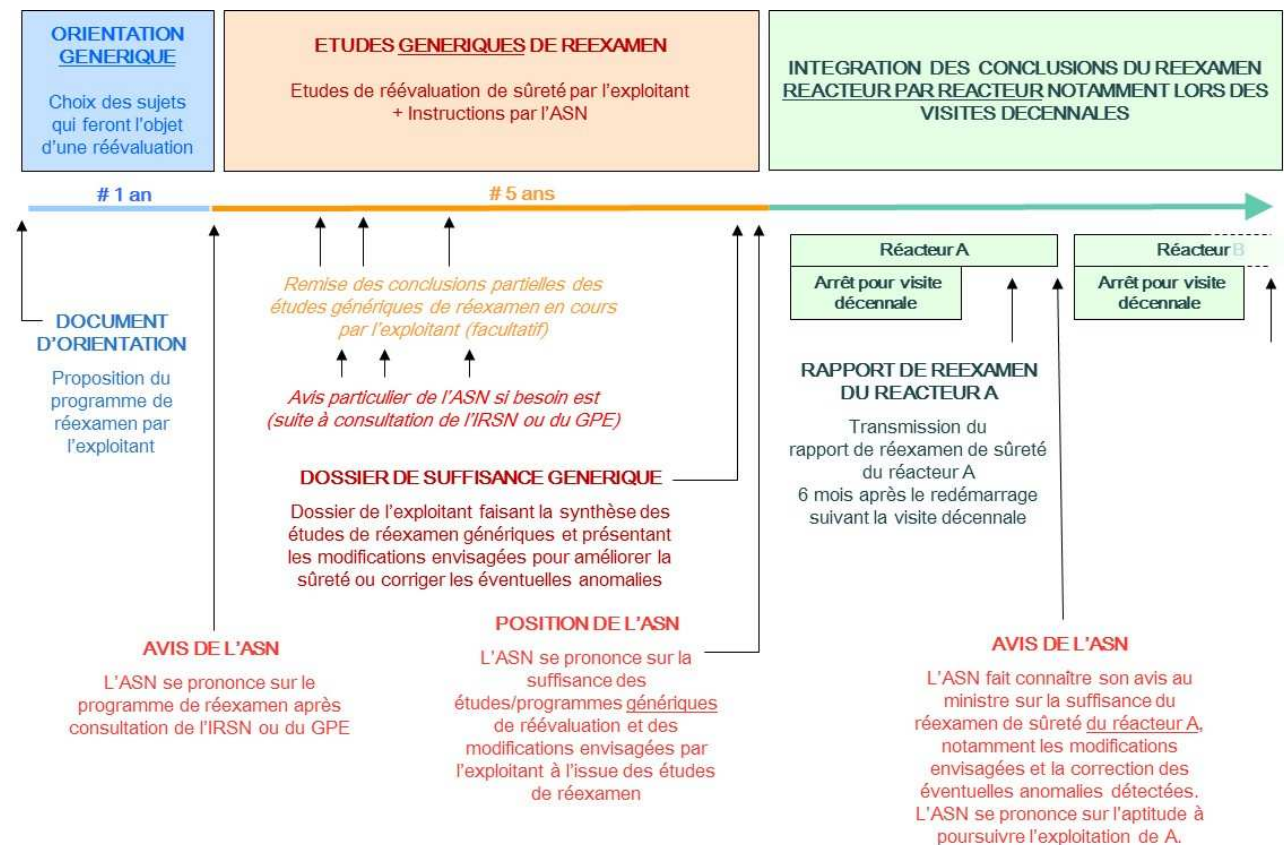 ORIENTATION
GENERIQUE
Choix des sujets
qui feront l'objet
d'une réévaluation
ETUDES GENERIQUES DE REEXAMEN
Etudes de réévaluation de sûreté par l'exploitant
+ Instructions par l'ASN
INTEGRATION DES CONCLUSIONS DU REEXAMEN
REACTEUR PAR REACTEUR NOTAMMENT LORS DES
VISITES DECENNALES
# 1 an
# 5 ans
DOCUMENT
D'ORIENTATION
Proposition du
programme de
réexamen par
l'exploitant
Remise des conclusions partielles des
études génériques de réexamen en cours
par l'exploitant (facultatif)
Avis particulier de l'ASN si besoin est
(suite à consultation de l'IRSN ou du GPE)
DOSSIER DE SUFFISANCE GENERIQUE
Dossier de l'exploitant faisant la synthèse des
études de réexamen génériques et présentant
les modifications envisagées pour améliorer la
sûreté ou corriger les éventuelles anomalies
AVIS DE L'ASN
L'ASN se prononce sur le
programme de réexamen après
consultation de l'IRSN ou du GPE
POSITION DE L'ASN
L'ASN se prononce sur la
suffisance des
études/programmes génériques
de réévaluation et des
modifications envisagées par
l'exploitant à l'issue des études
de réexamen
Réacteur A
Arrêt pour visite
décennale
Réacteur B
Arrêt pour visite
décennale
RAPPORT DE REEXAMEN
DU REACTEUR A
Transmission du
rapport de réexamen de sûreté
du réacteur A
6 mois après le redémarrage
suivant la visite décennale
AVIS DE L'ASN
L'ASN fait connaître son avis au
ministre sur la suffisance du
réexamen de sûreté du réacteur A,
notamment les modifications
envisagées et la correction des
éventuelles anomalies détectées.
L'ASN se prononce sur l'aptitude à
poursuivre l'exploitation de A.